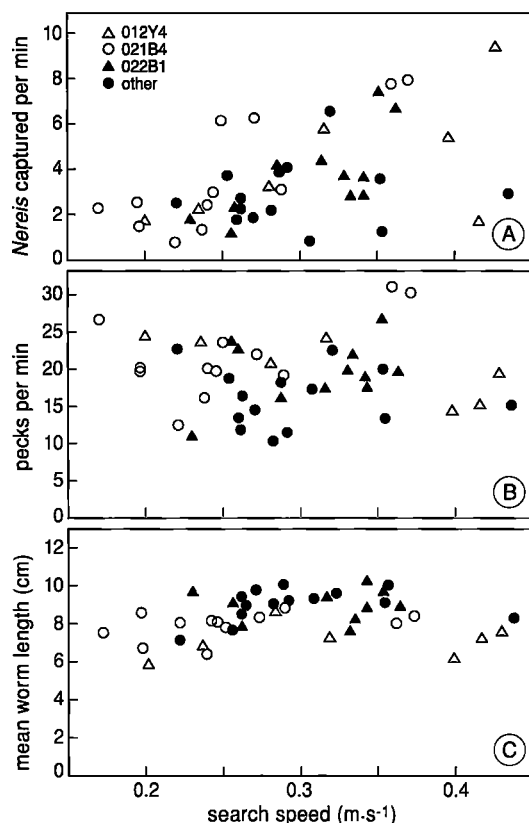 10
8
6
4
2
0
Nereis captured per min
△ 012Y4
○ 021B4
▲ 022B1
● other
A
30
25
20
15
10
5
0
pecks per min
B
12
10
8
6
4
2
0
mean worm length (cm)
C
0.2 0.3 0.4
search speed (m·s⁻¹)